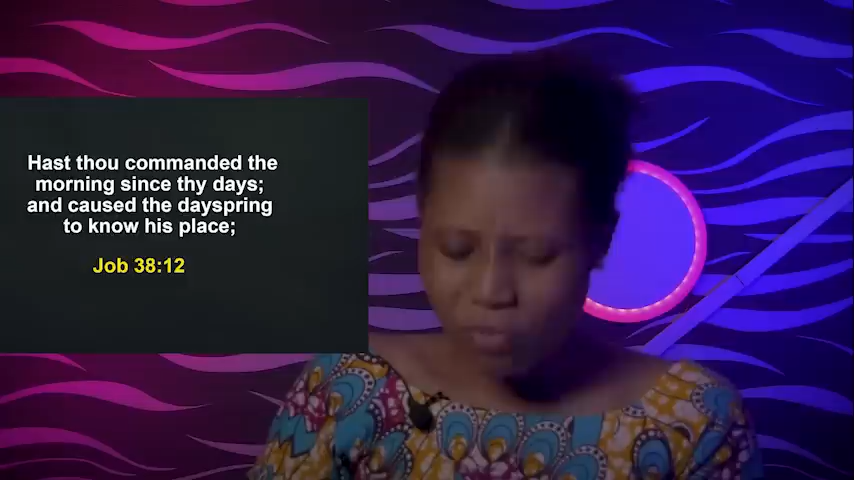 Hast thou commanded the
morning since thy days;
and caused the dayspring
to know his place;
Job 38:12